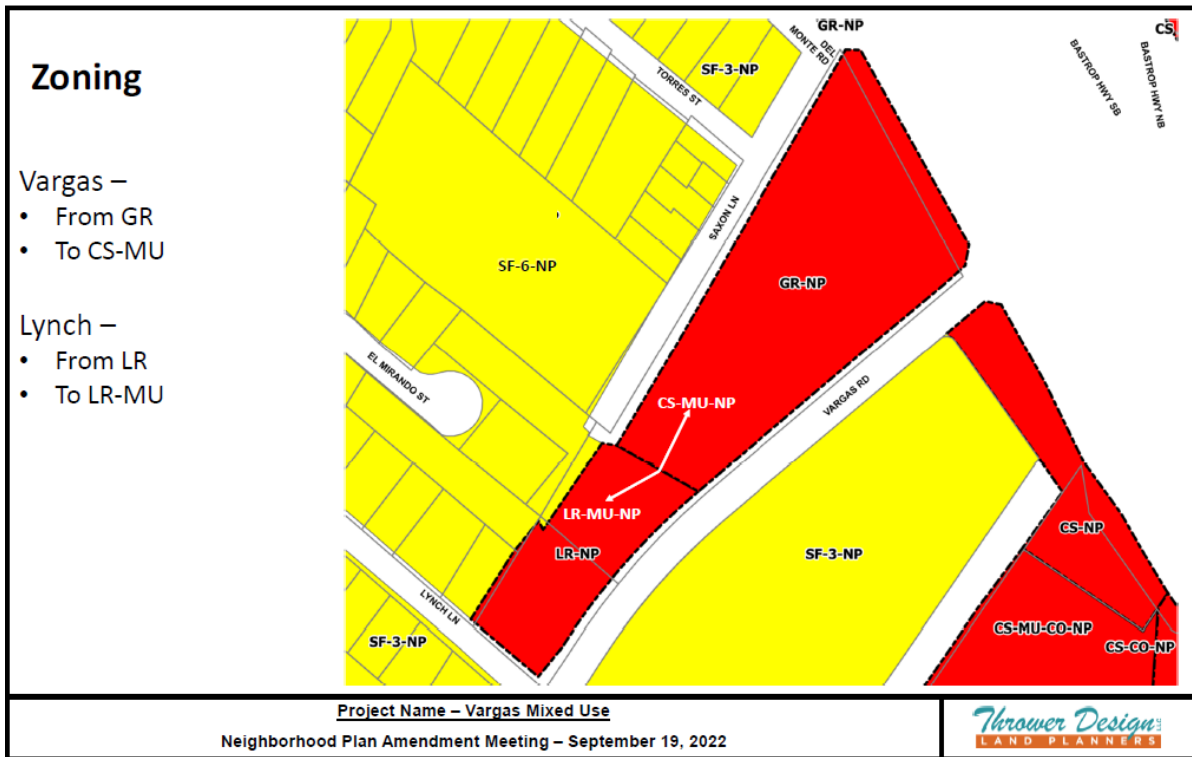 Zoning
Vargas –
• From GR
• To CS-MU
Lynch –
• From LR
• To LR-MU
GR-NP
DEL
MONTE RD
CS,
BASTROP HWY SB
BASTROP HWY NB
SF-3-NP
TORRES ST
SAXON LN
SF-6-NP
GR-NP
EL MIRANDO ST
VARGAS RD
CS-MU-NP
LR-MU-NP
LR-NP
SF-3-NP
CS-NP
LYNCH LN
SF-3-NP
CS-MU-CO-NP
CS-CO-NP
Project Name – Vargas Mixed Use
Neighborhood Plan Amendment Meeting – September 19, 2022
Thrower Design LLC
LAND PLANNERS